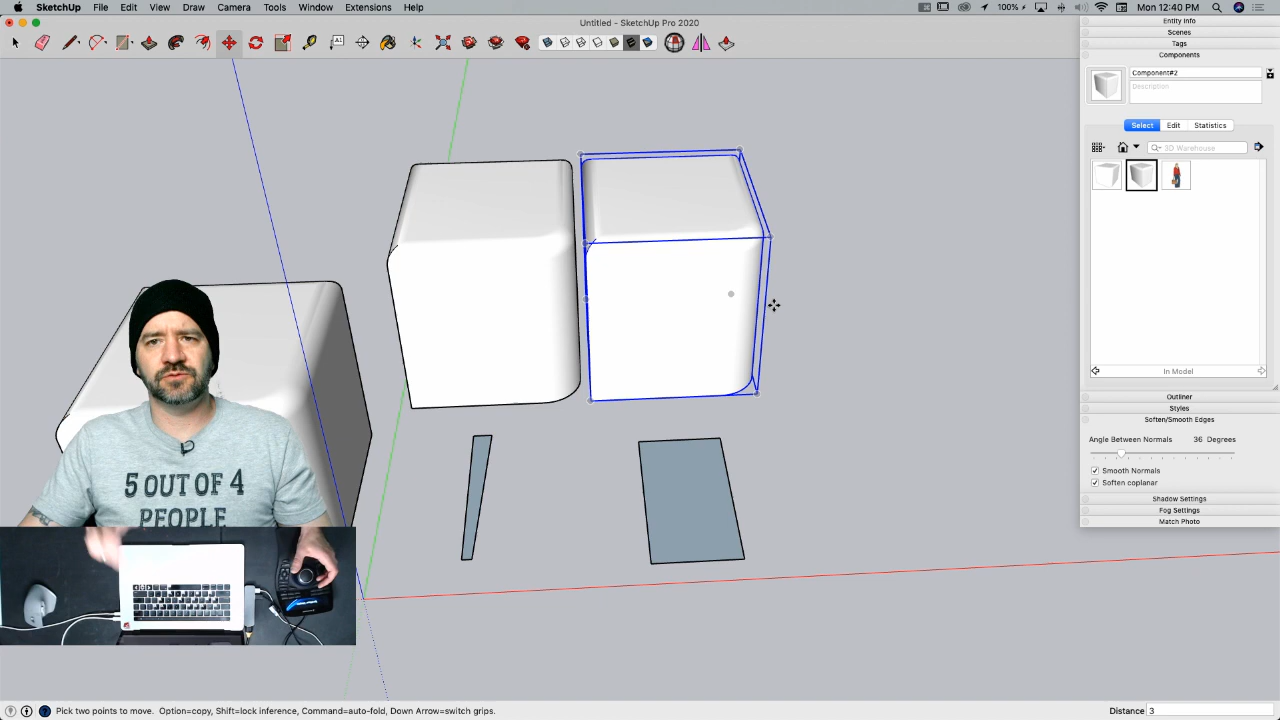 SketchUp File Edit View Draw Camera Tools Window Extensions Help
100% Mon 12:40 PM
Untitled - SketchUp Pro 2020
Entity Info
Scenes
Tags
Components
Component#2
Description
Select Edit Statistics
3D Warehouse
In Model
Outliner
Styles
Soften/Smooth Edges
Angle Between Normals 36 Degrees
Smooth Normals
Soften coplanar
Shadow Settings
Fog Settings
Match Photo
5 OUT OF 4
PEOPLE
Pick two points to move. Option=copy, Shift=lock inference, Command=auto-fold, Down Arrow=switch grips.
Distance 3